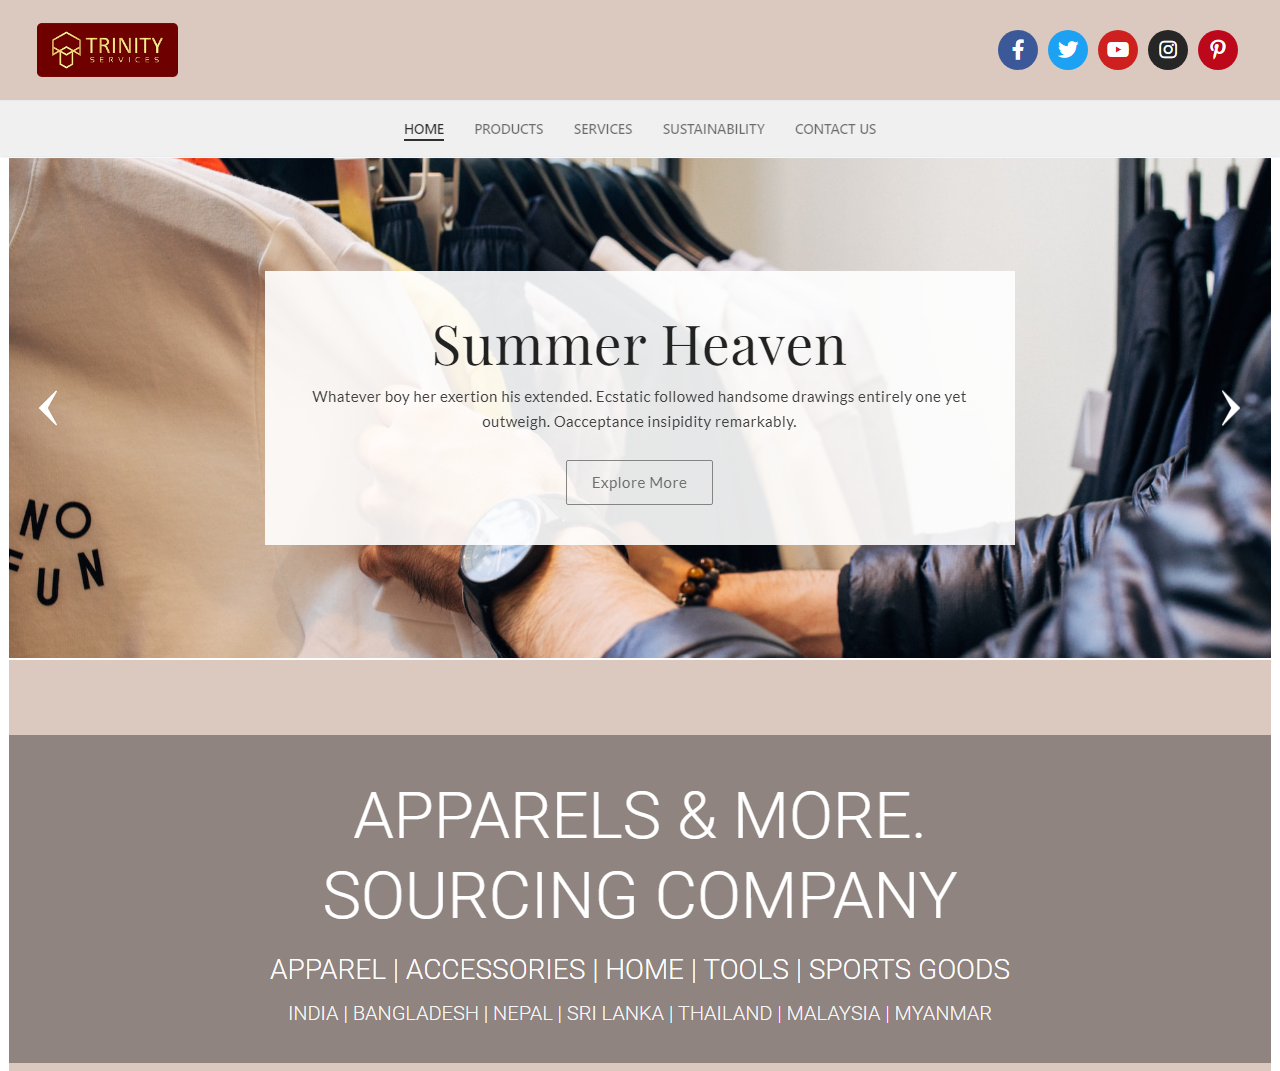 TRINITY
SERVICES
HOME PRODUCTS SERVICES SUSTAINABILITY CONTACT US
Summer Heaven
Whatever boy her exertion his extended. Ecstatic followed handsome drawings entirely one yet
outweigh. Oacceptance insipidity remarkably.
Explore More
NO
FUN
APPARELS & MORE.
SOURCING COMPANY
APPAREL | ACCESSORIES | HOME | TOOLS | SPORTS GOODS
INDIA | BANGLADESH | NEPAL | SRI LANKA | THAILAND | MALAYSIA | MYANMAR